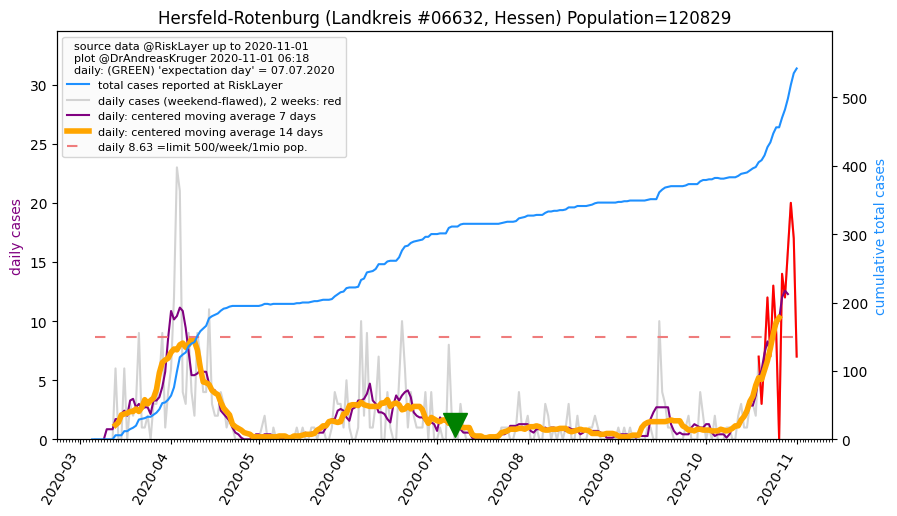 Hersfeld-Rotenburg (Landkreis #06632, Hessen) Population=120829
source data @RiskLayer up to 2020-11-01
plot @DrAndreasKruger 2020-11-01 06:18
daily: (GREEN) 'expectation day' = 07.07.2020
total cases reported at RiskLayer
daily cases (weekend-flawed), 2 weeks: red
daily: centered moving average 7 days
daily: centered moving average 14 days
daily 8.63 =limit 500/week/1mio pop.
daily cases
30
25
20
15
10
5
0
cumulative total cases
500
400
300
200
100
0
2020-03
2020-04
2020-05
2020-06
2020-07
2020-08
2020-09
2020-10
2020-11